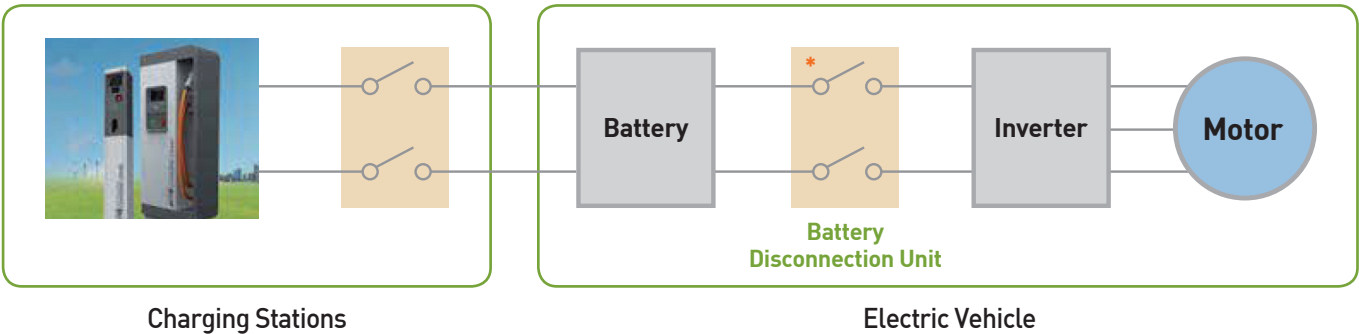 *
Battery
Inverter
Motor
Battery
Disconnection Unit
Charging Stations
Electric Vehicle